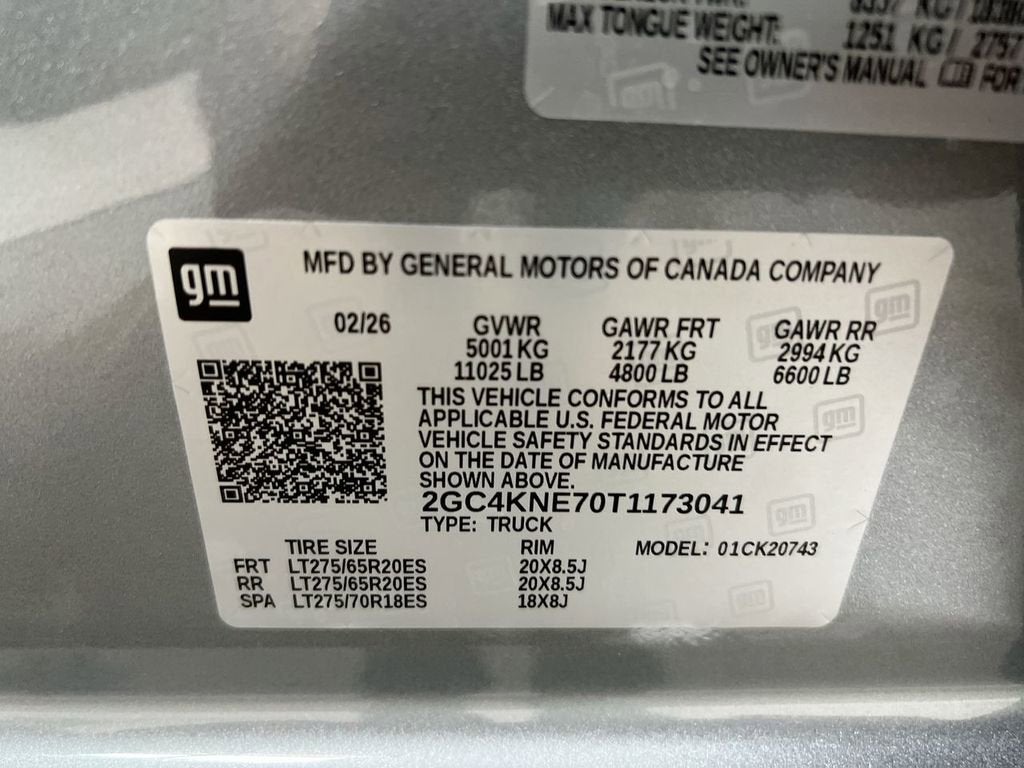 MAX TONGUE WEIGHT: 1251 KG/ 2757
SEE OWNER'S MANUAL FOR
gm
MFD BY GENERAL MOTORS OF CANADA COMPANY
02/26 GVWR GAWR FRT GAWR RR
5001 KG 2177 KG 2994 KG
11025 LB 4800 LB 6600 LB
THIS VEHICLE CONFORMS TO ALL
APPLICABLE U.S. FEDERAL MOTOR
VEHICLE SAFETY STANDARDS IN EFFECT
ON THE DATE OF MANUFACTURE
SHOWN ABOVE.
2GC4KNE70T1173041
TYPE: TRUCK
TIRE SIZE RIM MODEL: 01CK20743
FRT LT275/65R20ES 20X8.5J
RR LT275/65R20ES 20X8.5J
SPA LT275/70R18ES 18X8J